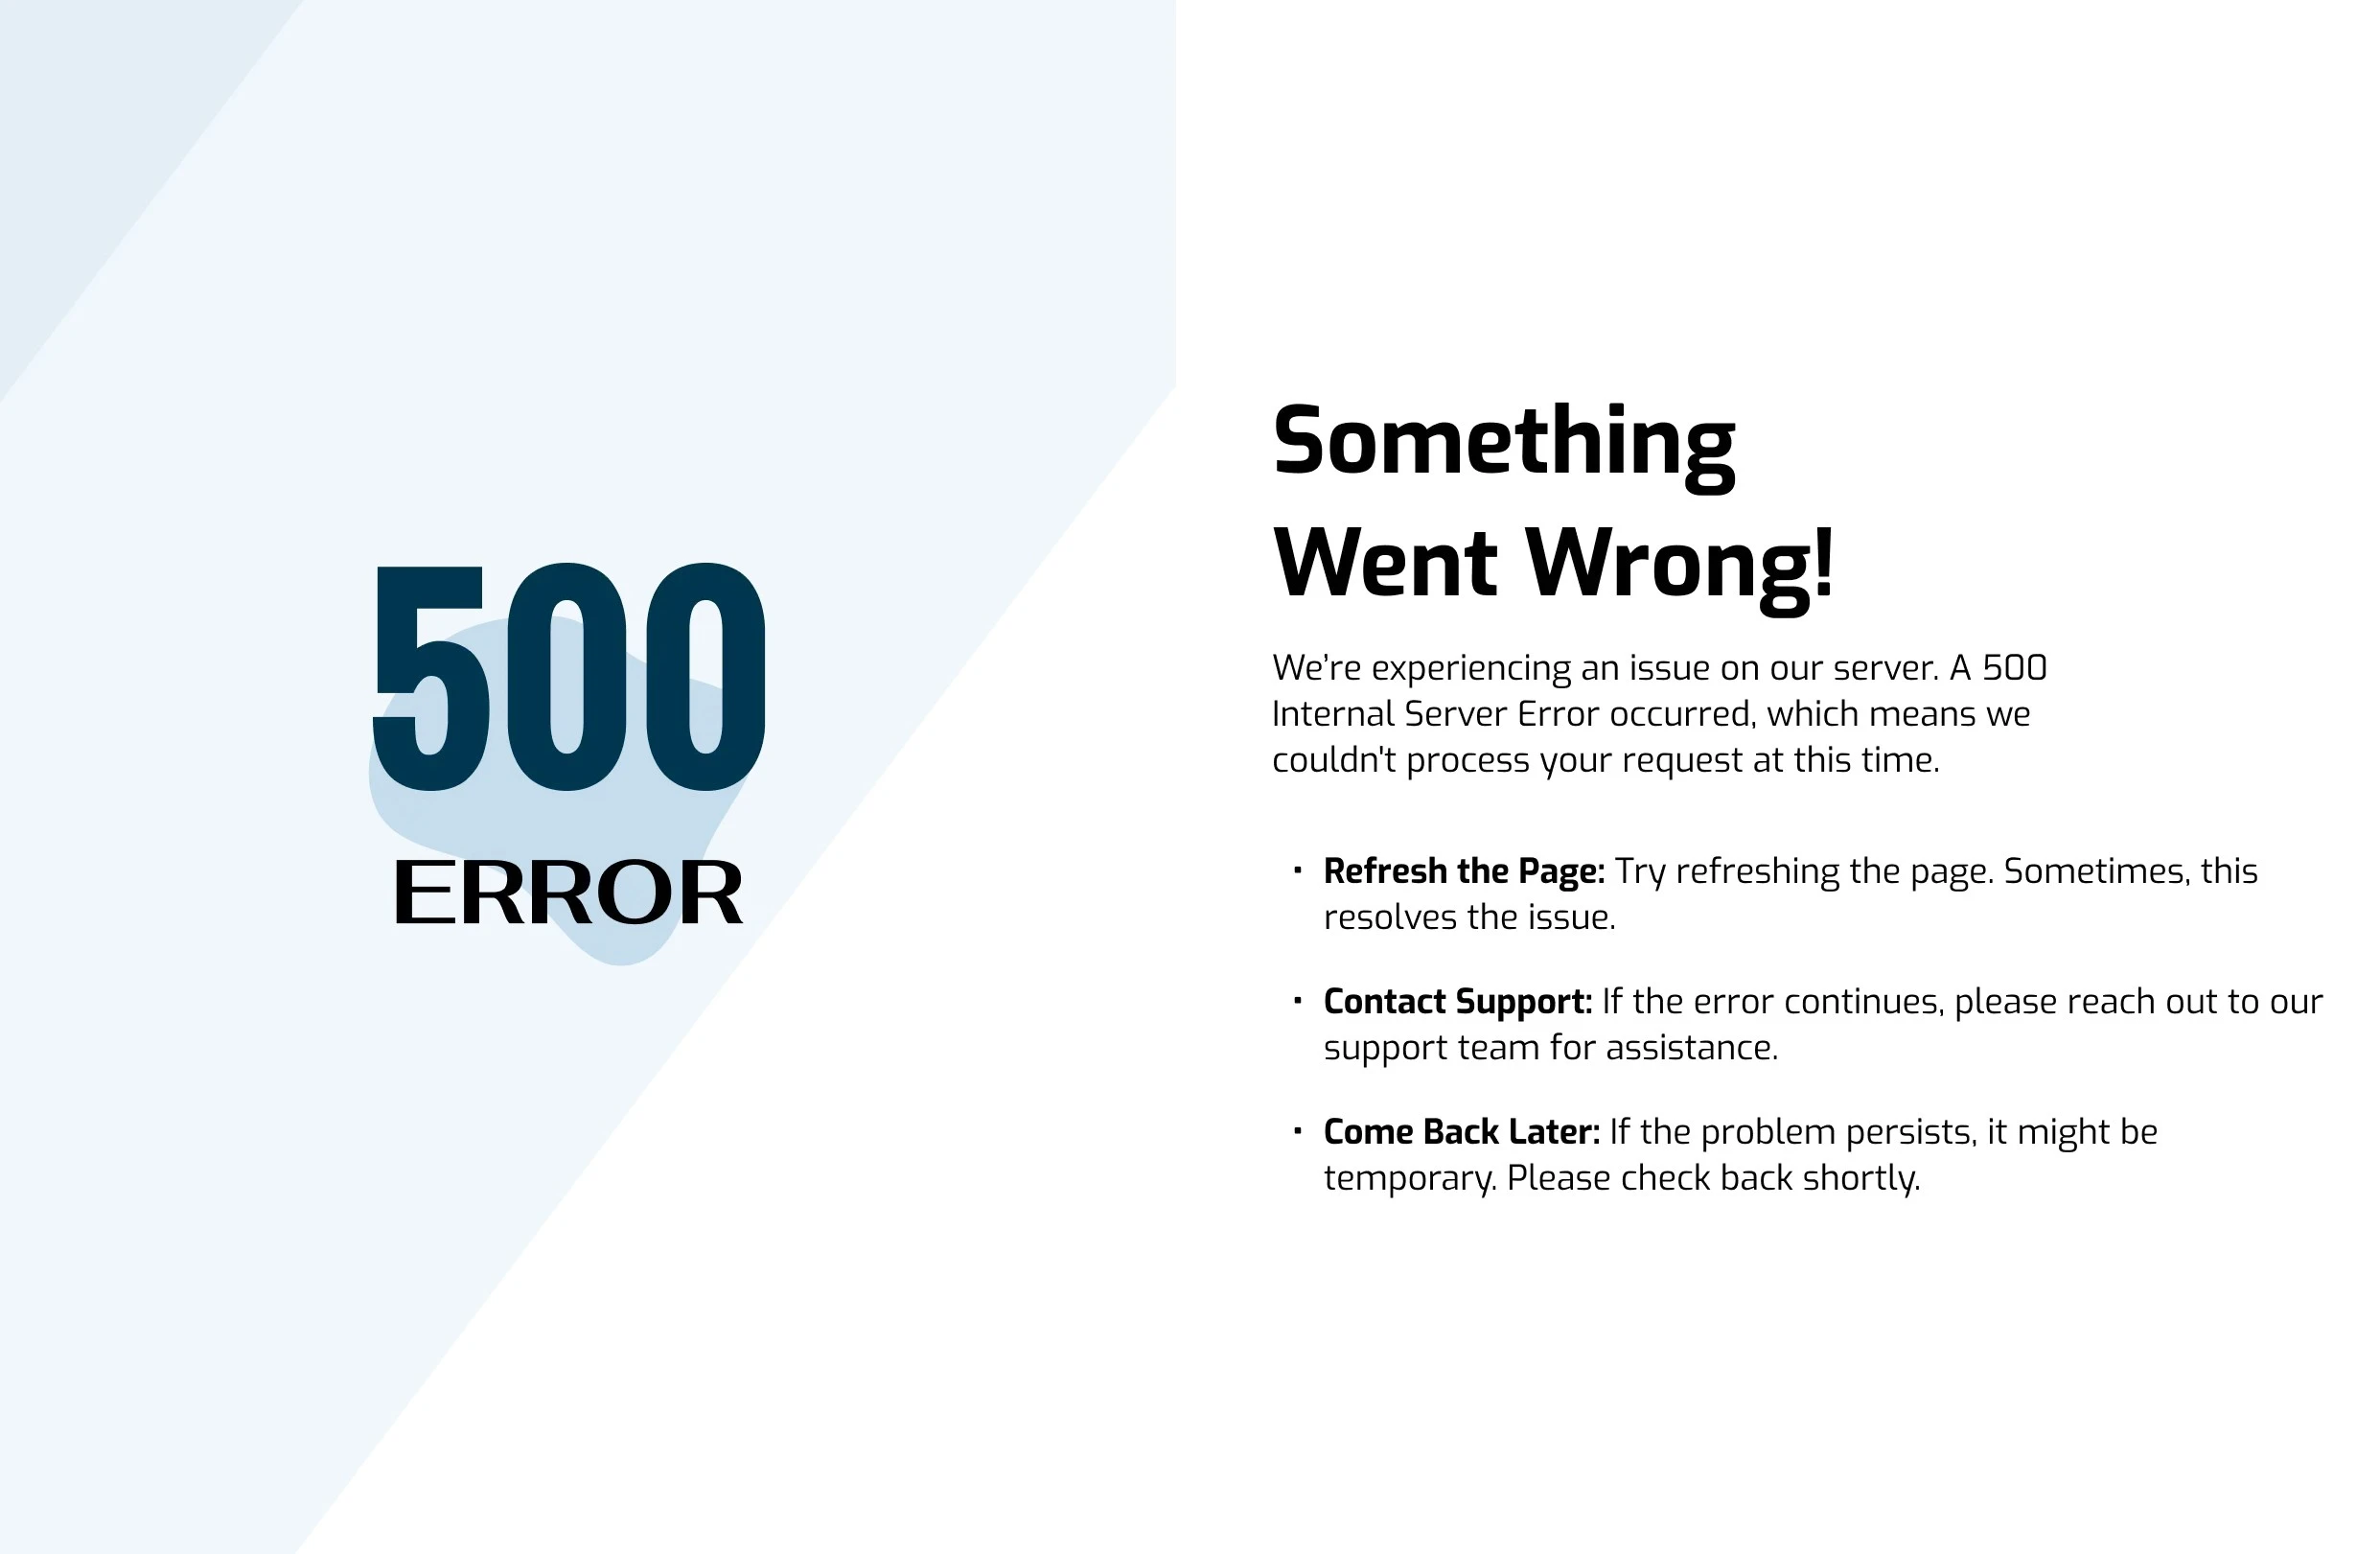 500
ERROR
Something
Went Wrong!
We’re experiencing an issue on our server. A 500
Internal Server Error occurred, which means we
couldn't process your request at this time.
· Refresh the Page: Try refreshing the page. Sometimes, this
resolves the issue.
· Contact Support: If the error continues, please reach out to our
support team for assistance.
· Come Back Later: If the problem persists, it might be
temporary. Please check back shortly.